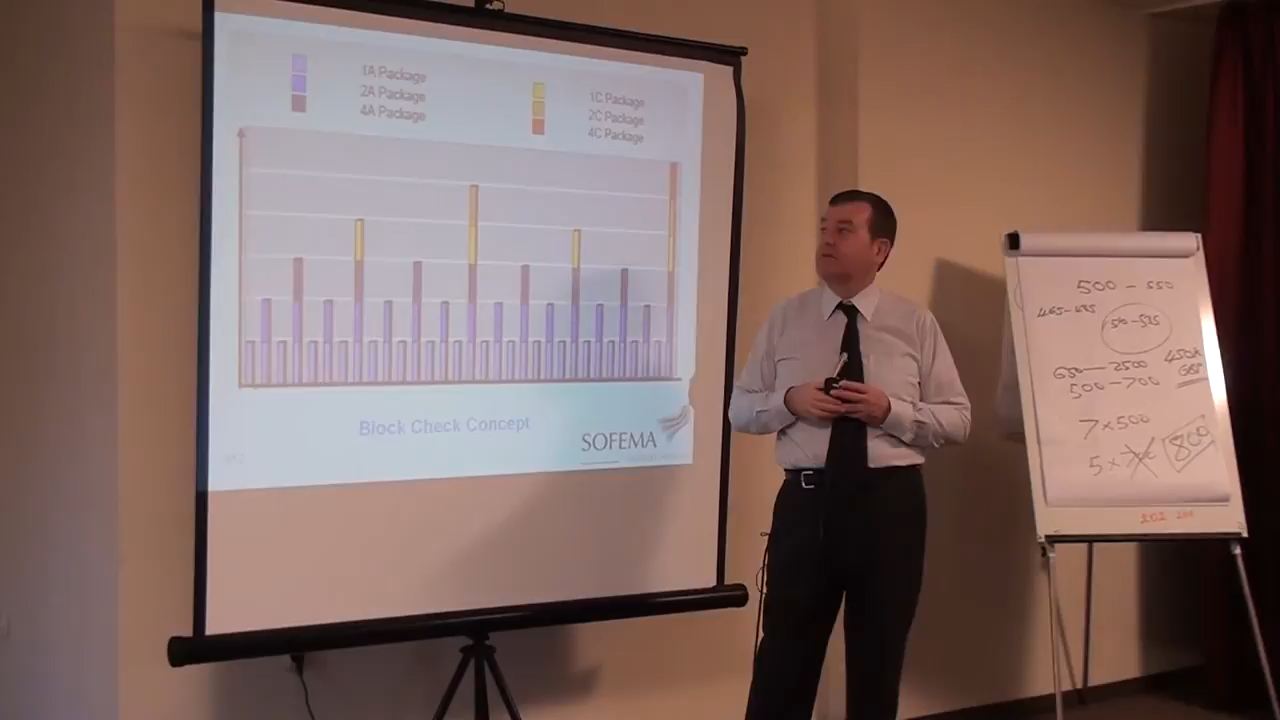 1A Package
2A Package
4A Package
1C Package
2C Package
4C Package
Block Check Concept
SOFEMA
500 - 550
465-485
510-535
650 - 2500
500-700
7 x 500
5 x
800